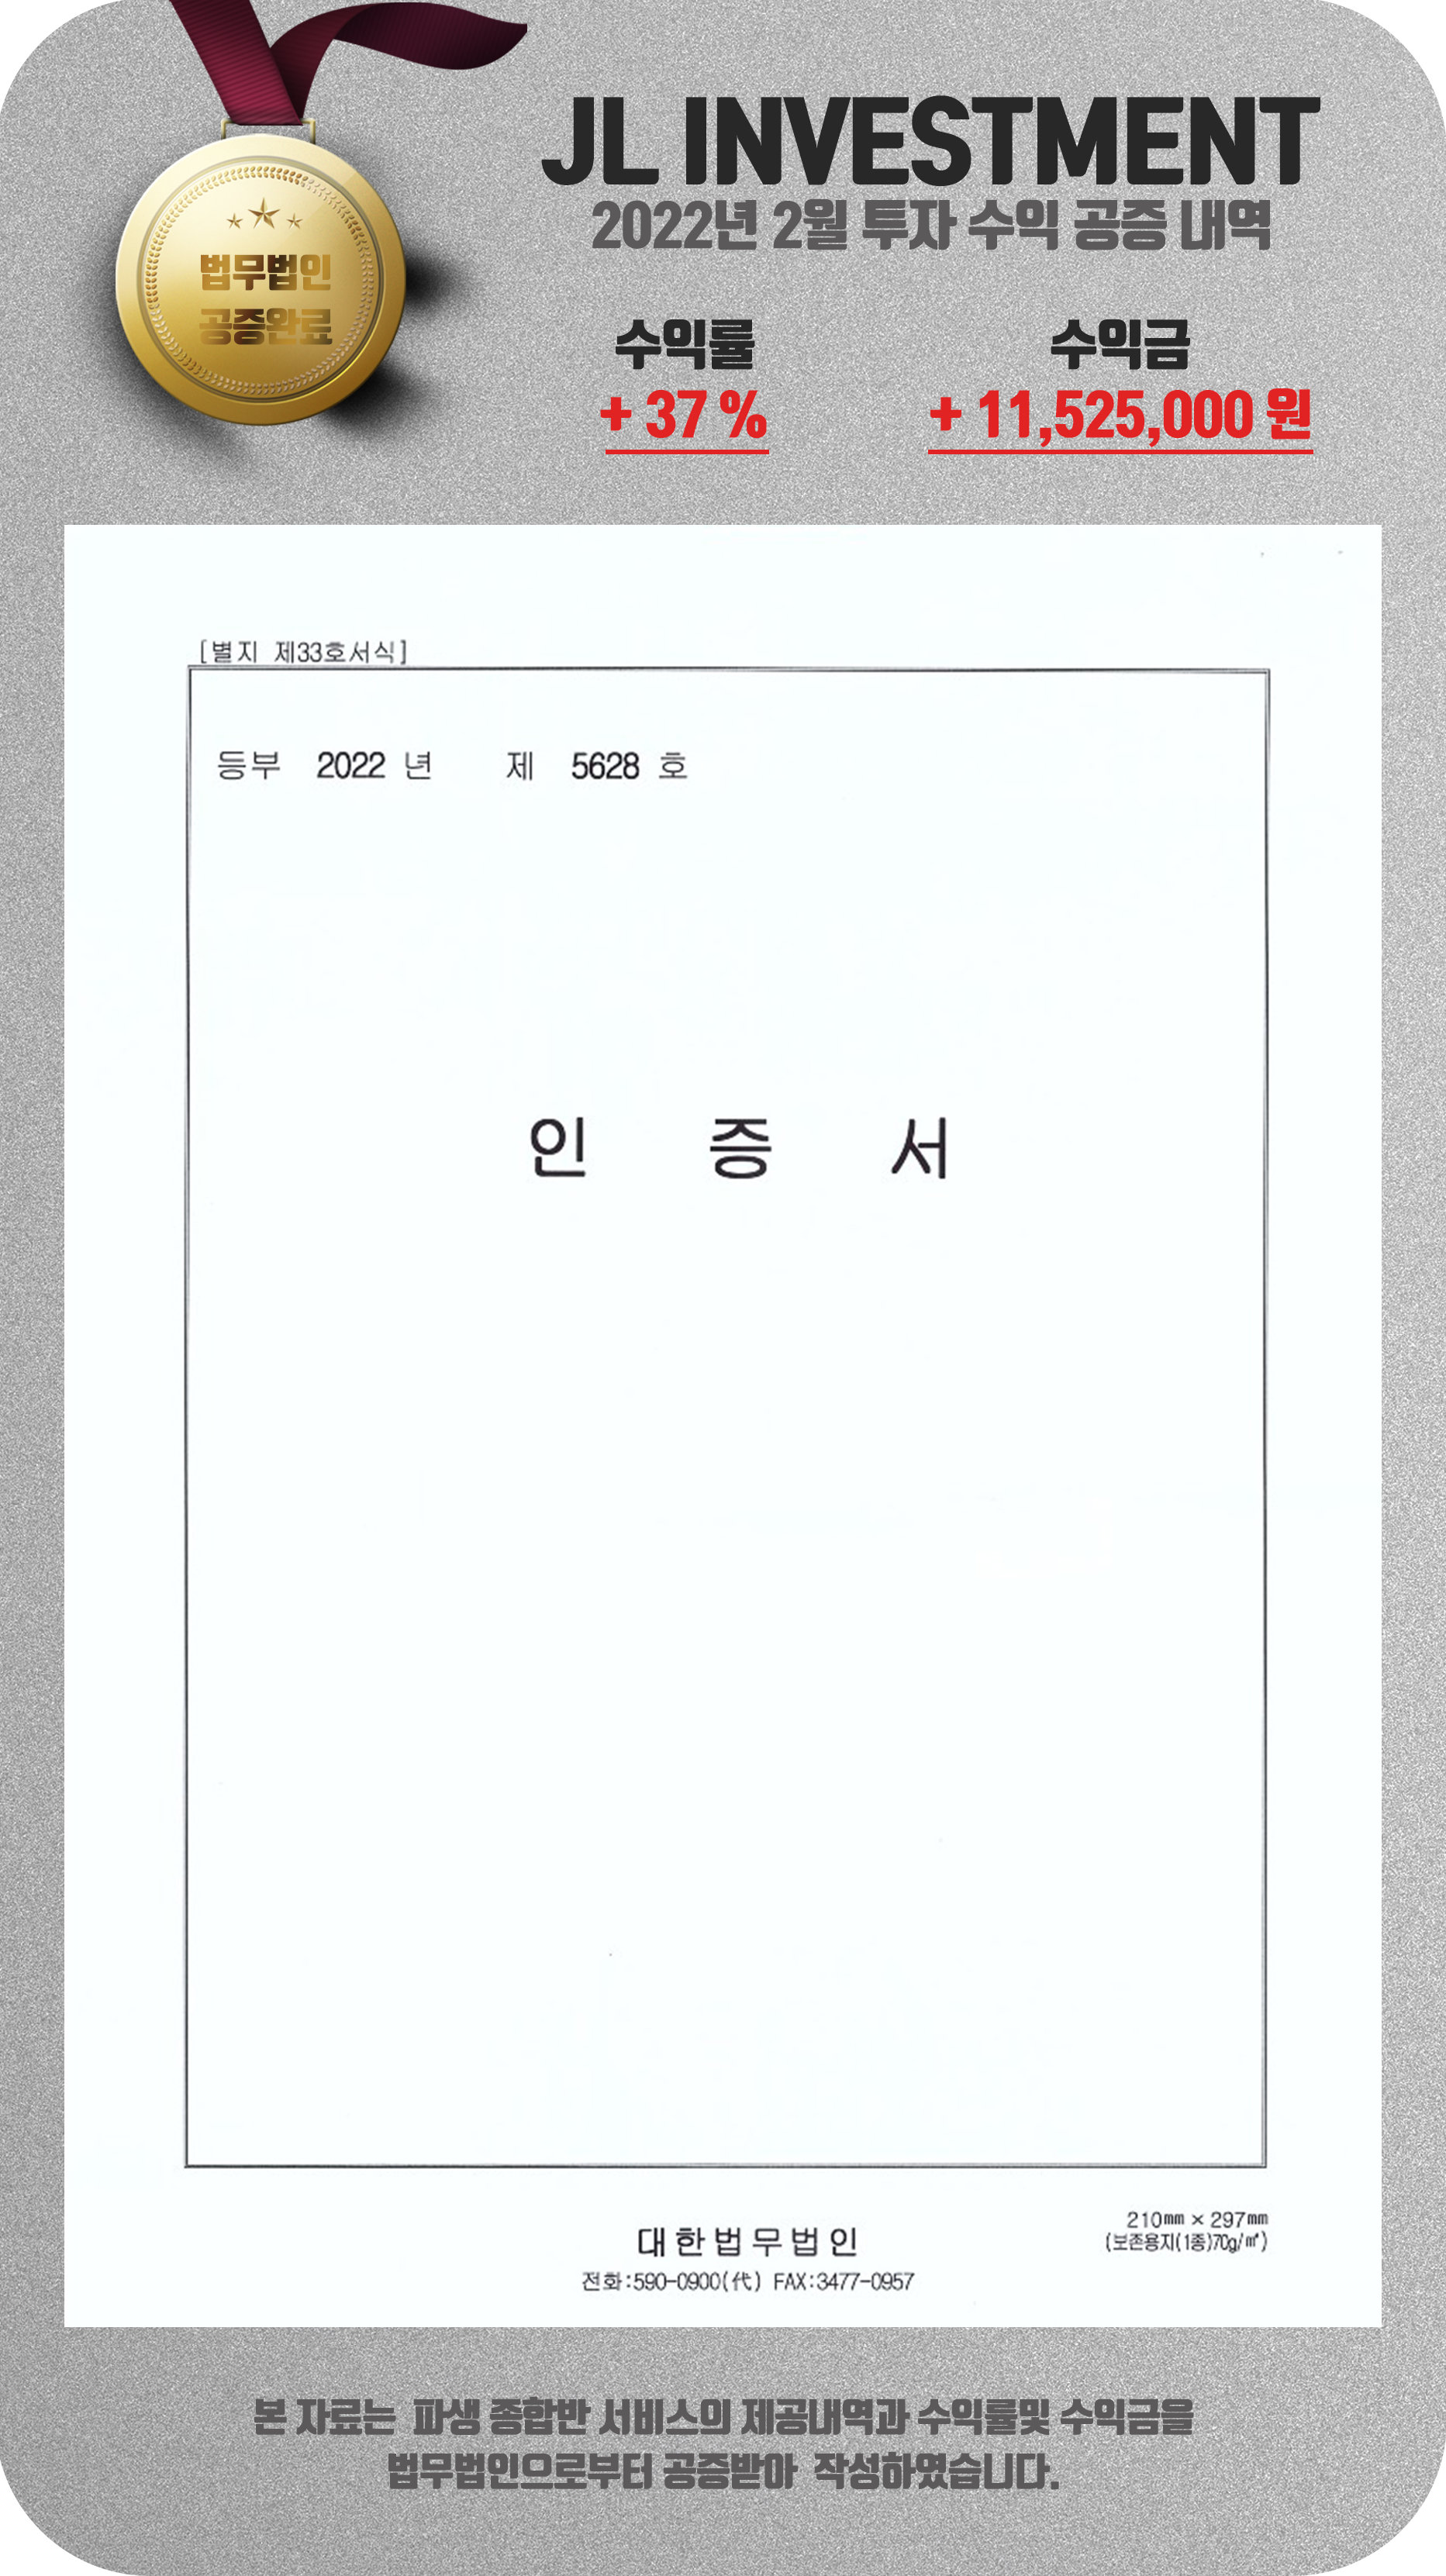 법무법인
공증완료
JL INVESTMENT
2022년 2월 투자 수익 공증 내역
수익률
+ 37 %
수익금
+ 11,525,000 원
[별지 제33호서식]
등부 2022 년 제 5628 호
인 증 서
210㎜ × 297㎜
(보존용지(1종)70g/㎡)
대한법무법인
전화:590-0900(代) FAX:3477-0957
본 자료는 파생 종합반 서비스의 제공내역과 수익률및 수익금을
법무법인으로부터 공증받아 작성하였습니다.